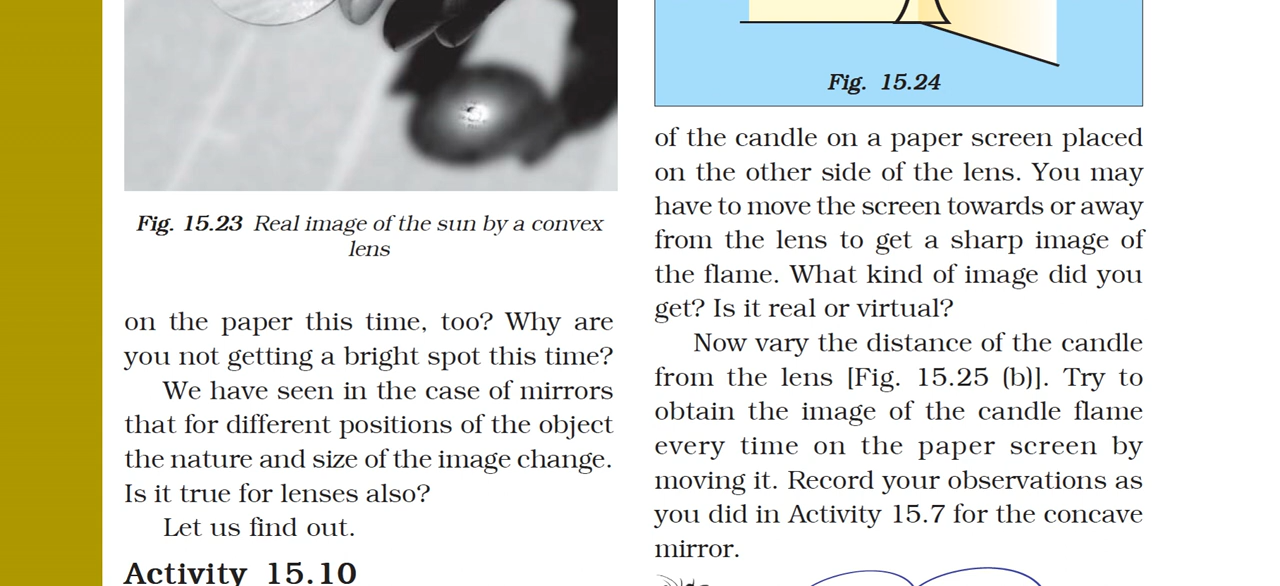 Fig. 15.23 Real image of the sun by a convex
lens
on the paper this time, too? Why are
you not getting a bright spot this time?
We have seen in the case of mirrors
that for different positions of the object
the nature and size of the image change.
Is it true for lenses also?
Let us find out.
Activity 15.10
Fig. 15.24
of the candle on a paper screen placed
on the other side of the lens. You may
have to move the screen towards or away
from the lens to get a sharp image of
the flame. What kind of image did you
get? Is it real or virtual?
Now vary the distance of the candle
from the lens [Fig. 15.25 (b)]. Try to
obtain the image of the candle flame
every time on the paper screen by
moving it. Record your observations as
you did in Activity 15.7 for the concave
mirror.